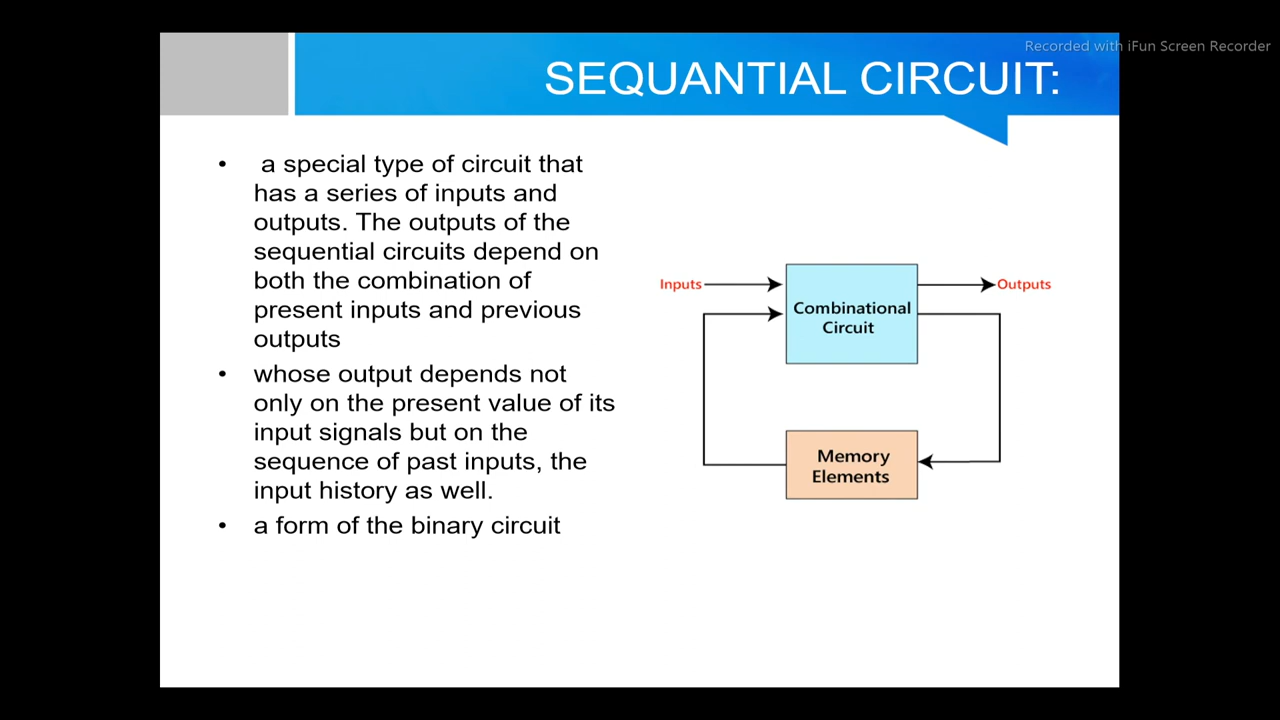 Recorded with iFun Screen Recorder
SEQUANTIAL CIRCUIT:
• a special type of circuit that
has a series of inputs and
outputs. The outputs of the
sequential circuits depend on
both the combination of
present inputs and previous
outputs
• whose output depends not
only on the present value of its
input signals but on the
sequence of past inputs, the
input history as well.
• a form of the binary circuit
Inputs
Combinational
Circuit
Outputs
Memory
Elements